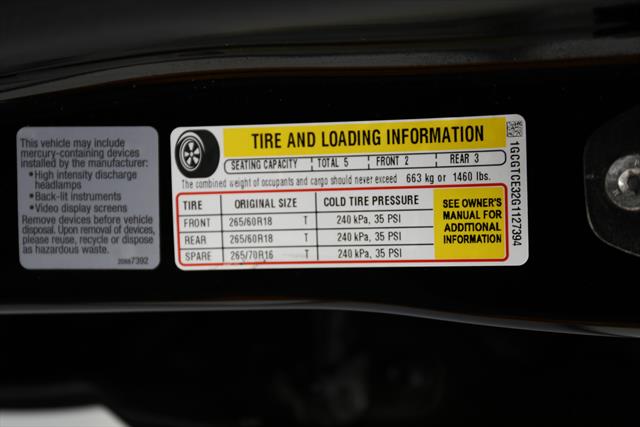 This vehicle may include
mercury-containing devices
installed by the manufacturer:
• High intensity discharge
headlamps
• Back-lit instruments
• Video display screens
Remove devices before vehicle
disposal. Upon removal of devices,
please reuse, recycle or dispose
as hazardous waste.
20887392
TIRE AND LOADING INFORMATION
SEATING CAPACITY TOTAL 5 FRONT 2 REAR 3
The combined weight of occupants and cargo should never exceed 663 kg or 1460 lbs.
TIRE ORIGINAL SIZE COLD TIRE PRESSURE
FRONT 265/60R18 T 240 kPa, 35 PSI
REAR 265/60R18 T 240 kPa, 35 PSI
SPARE 265/70R16 T 240 kPa, 35 PSI
SEE OWNER'S
MANUAL FOR
ADDITIONAL
INFORMATION
1GCGTCE32G1127394